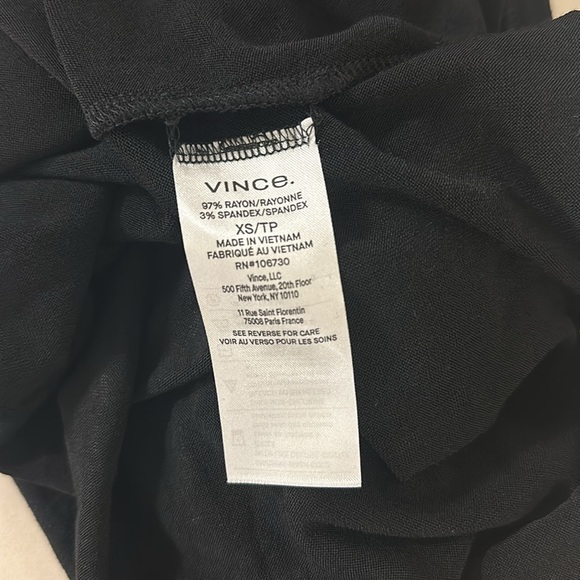 VINCE.
97% RAYON/RAYONNE
3% SPANDEX/SPANDEX
XS/TP
MADE IN VIETNAM
FABRIQUÉ AU VIETNAM
RN#106730
Vince, LLC
500 Fifth Avenue, 20th Floor
New York, NY 10110
11 Rue Saint Florentin
75008 Paris France
SEE REVERSE FOR CARE
VOIR AU VERSO POUR LES SOINS